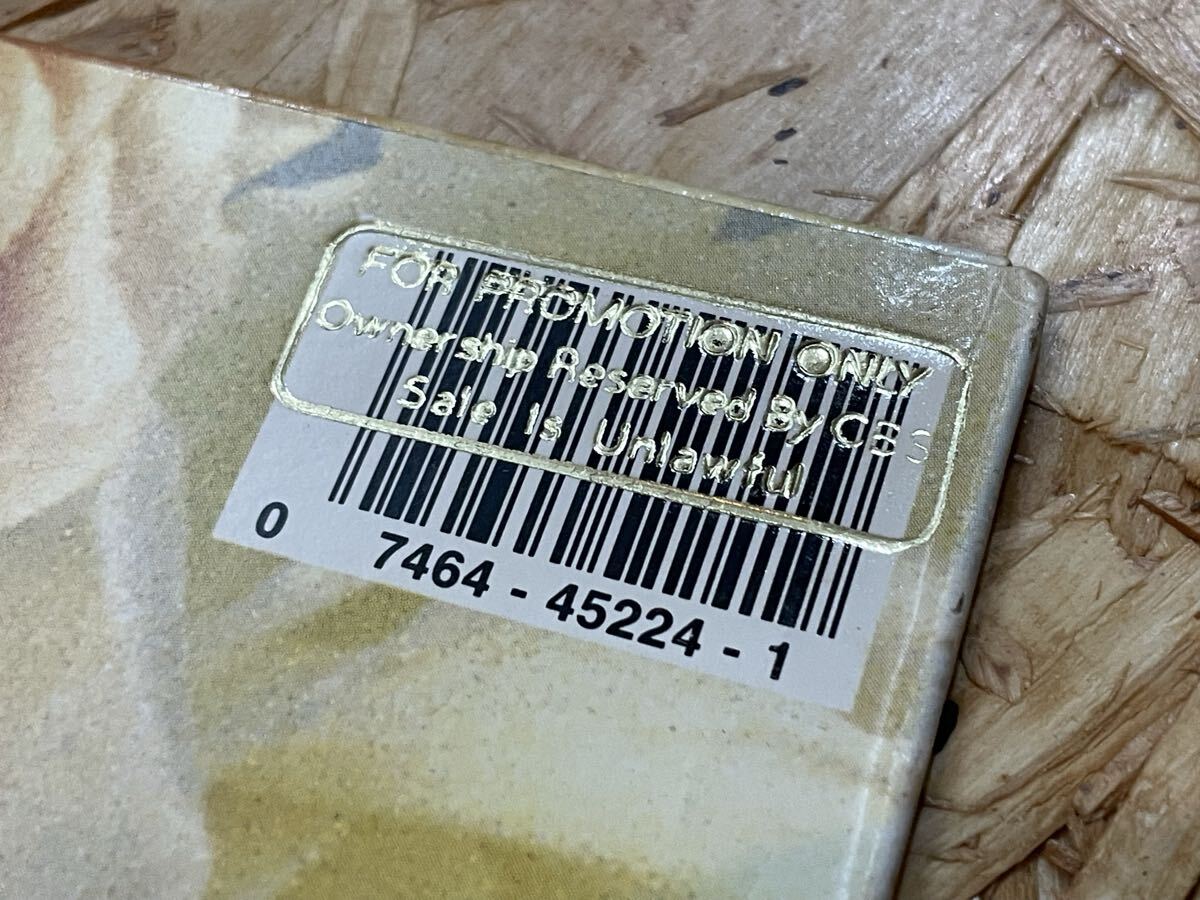 FOR PROMOTION ONLY
Ownership Reserved By CBS
Sale Is Unlawful
0 7464 - 45224 - 1